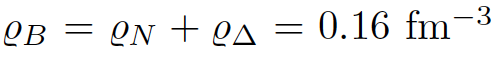 ϱ_B = ϱ_N + ϱ_Δ = 0.16 fm⁻³